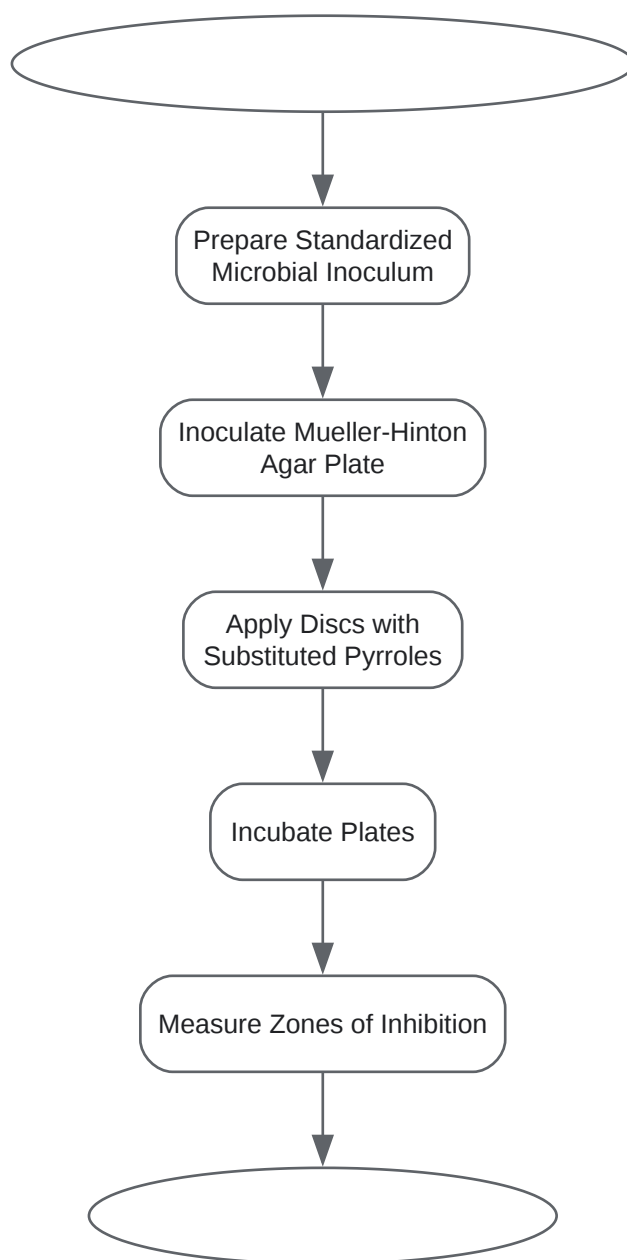 Prepare Standardized
Microbial Inoculum
Inoculate Mueller-Hinton
Agar Plate
Apply Discs with
Substituted Pyrroles
Incubate Plates
Measure Zones of Inhibition